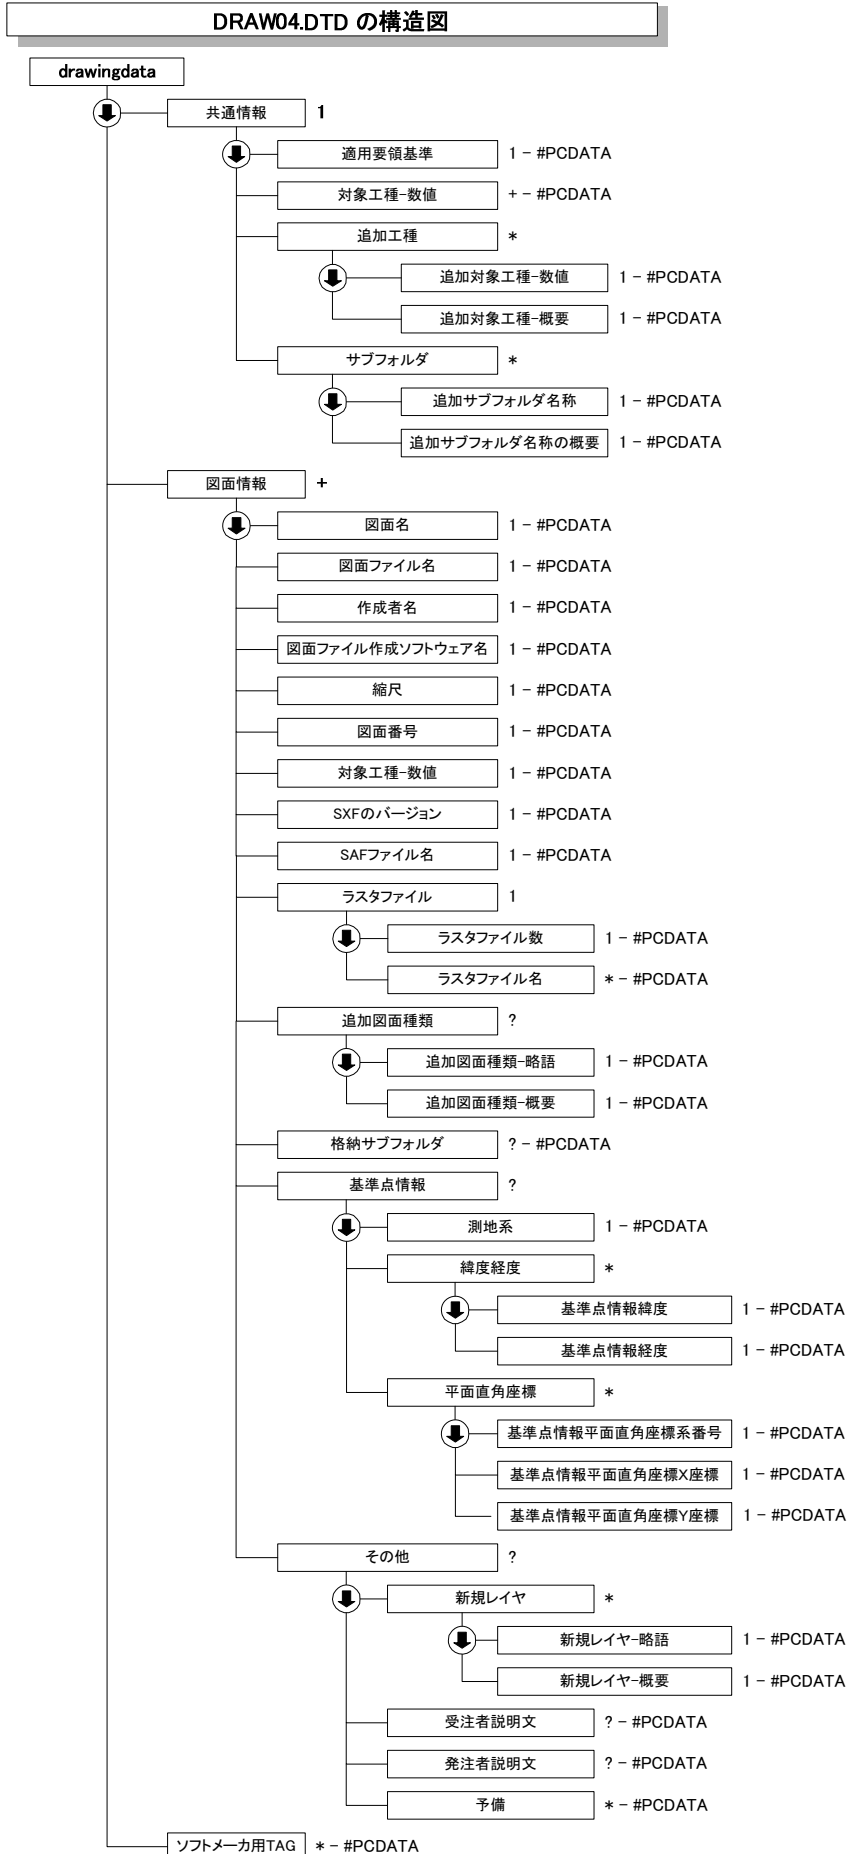 DRAW04.DTD の構造図
drawingdata
共通情報 1
適用要領基準 1 − #PCDATA
対象工種-数値 + − #PCDATA
追加工種 *
追加対象工種-数値 1 − #PCDATA
追加対象工種-概要 1 − #PCDATA
サブフォルダ *
追加サブフォルダ名称 1 − #PCDATA
追加サブフォルダ名称の概要 1 − #PCDATA
図面情報 +
図面名 1 − #PCDATA
図面ファイル名 1 − #PCDATA
作成者名 1 − #PCDATA
図面ファイル作成ソフトウェア名 1 − #PCDATA
縮尺 1 − #PCDATA
図面番号 1 − #PCDATA
対象工種-数値 1 − #PCDATA
SXFのバージョン 1 − #PCDATA
SAFファイル名 1 − #PCDATA
ラスタファイル 1
ラスタファイル数 1 − #PCDATA
ラスタファイル名 * − #PCDATA
追加図面種類 ?
追加図面種類-略語 1 − #PCDATA
追加図面種類-概要 1 − #PCDATA
格納サブフォルダ ? − #PCDATA
基準点情報 ?
測地系 1 − #PCDATA
緯度経度 *
基準点情報緯度 1 − #PCDATA
基準点情報経度 1 − #PCDATA
平面直角座標 *
基準点情報平面直角座標系番号 1 − #PCDATA
基準点情報平面直角座標X座標 1 − #PCDATA
基準点情報平面直角座標Y座標 1 − #PCDATA
その他 ?
新規レイヤ *
新規レイヤ-略語 1 − #PCDATA
新規レイヤ-概要 1 − #PCDATA
受注者説明文 ? − #PCDATA
発注者説明文 ? − #PCDATA
予備 * − #PCDATA
ソフトメーカ用TAG * − #PCDATA